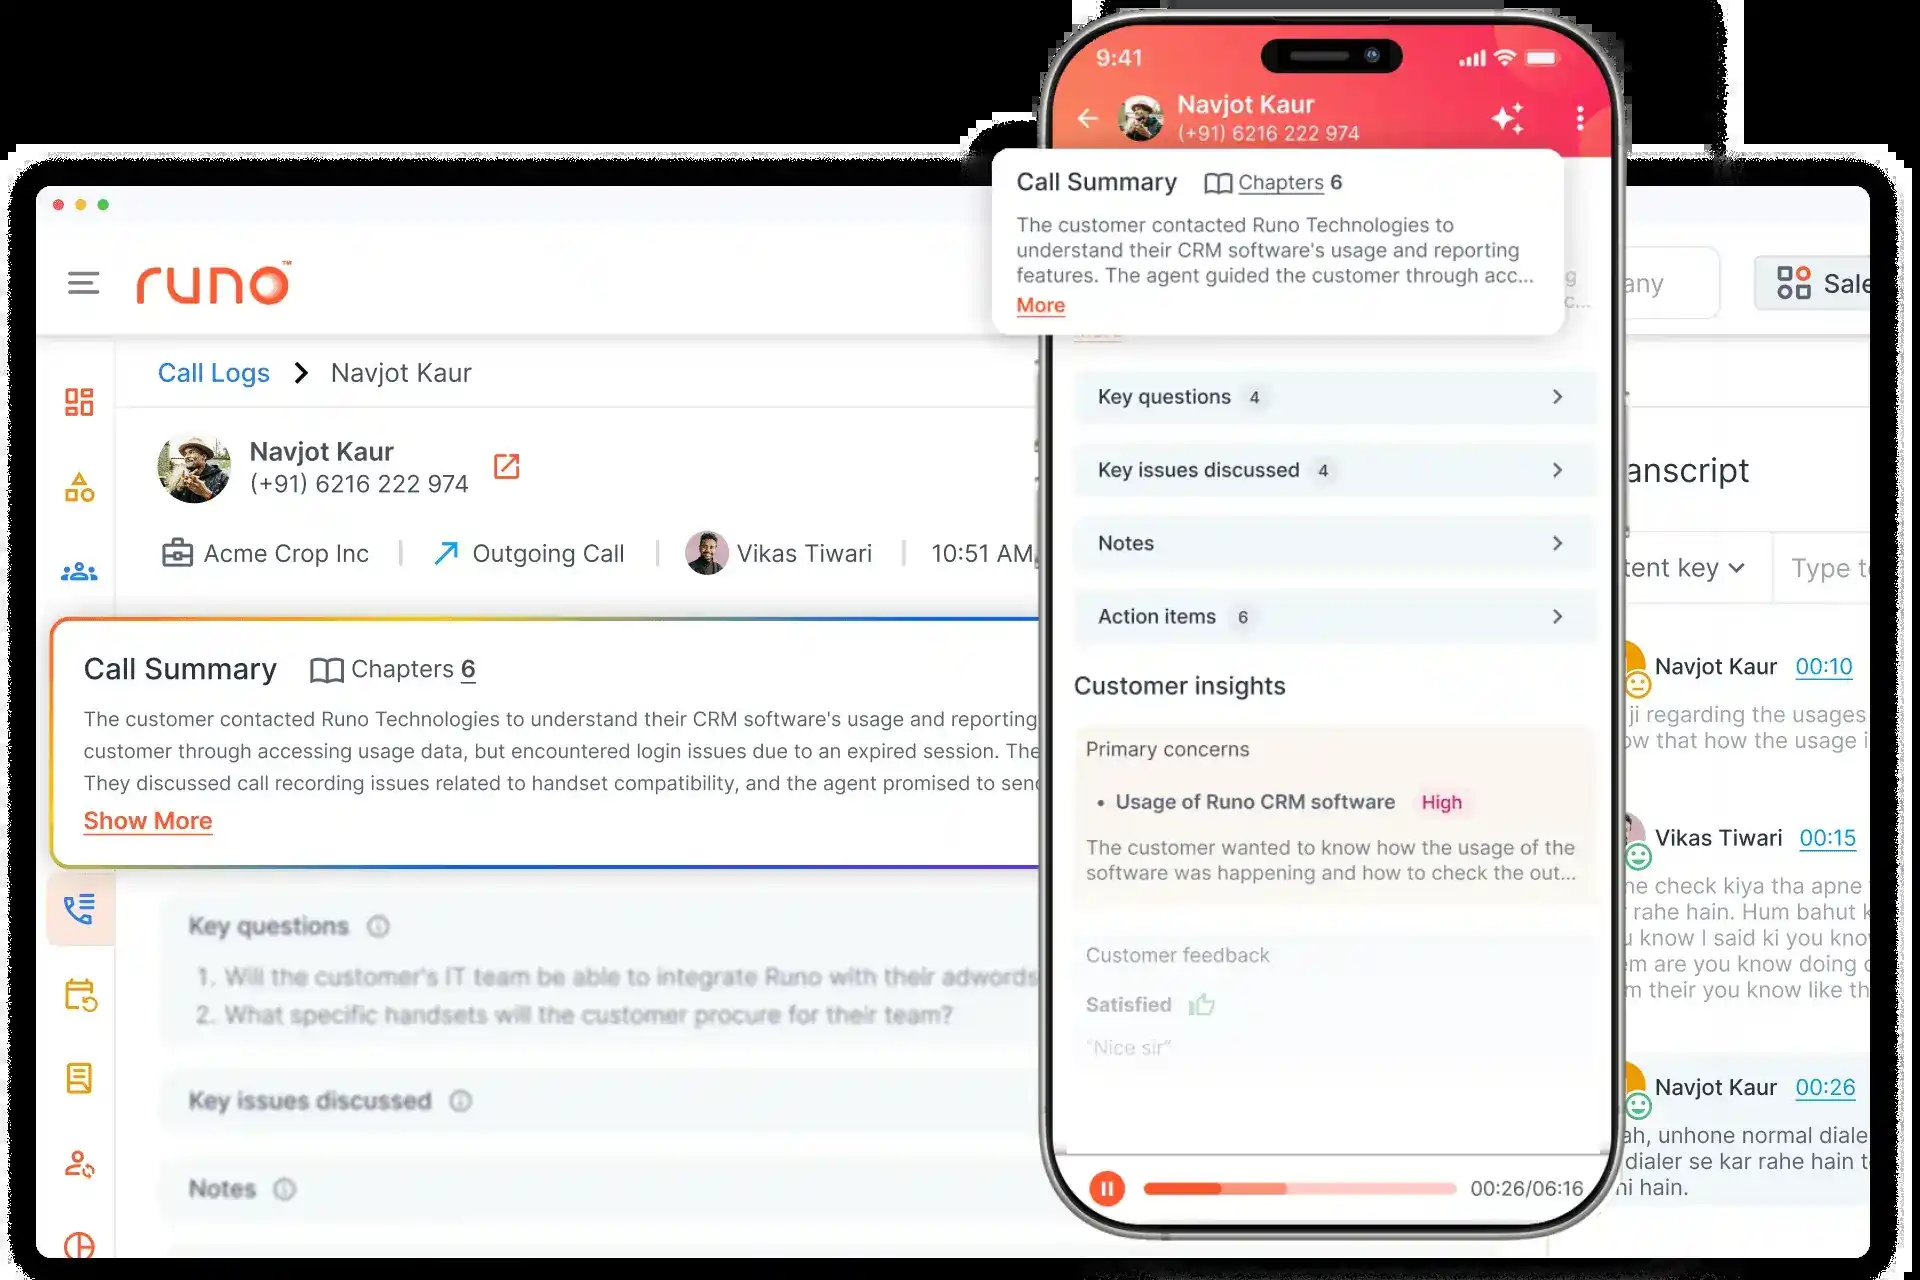 9:41
Navjot Kaur
(+91) 6216 222 974
Call Summary Chapters 6
The customer contacted Runo Technologies to
understand their CRM software's usage and reporting
features. The agent guided the customer through acc...
More
Key questions 4
Key issues discussed 4
Notes
Action items 6
Customer insights
Primary concerns
• Usage of Runo CRM software High
The customer wanted to know how the usage of the
software was happening and how to check the out...
Customer feedback
Satisfied
"Nice sir"
00:26/06:16
runo™
Sale
Call Logs > Navjot Kaur
Navjot Kaur
(+91) 6216 222 974
Acme Crop Inc | Outgoing Call | Vikas Tiwari | 10:51 AM
Call Summary Chapters 6
The customer contacted Runo Technologies to understand their CRM software's usage and reporting
customer through accessing usage data, but encountered login issues due to an expired session. The
They discussed call recording issues related to handset compatibility, and the agent promised to send
Show More
Key questions
1. Will the customer's IT team be able to integrate Runo with their adwords
2. What specific handsets will the customer procure for their team?
Key issues discussed
Notes
anscript
tent key Type t
Navjot Kaur 00:10
ji regarding the usages
ow that how the usage i
Vikas Tiwari 00:15
ne check kiya tha apne
rahe hain. Hum bahut k
u know I said ki you kno
em are you know doing
m their you know like th
Navjot Kaur 00:26
ah, unhone normal diale
dialer se kar rahe hain t
hi hain.